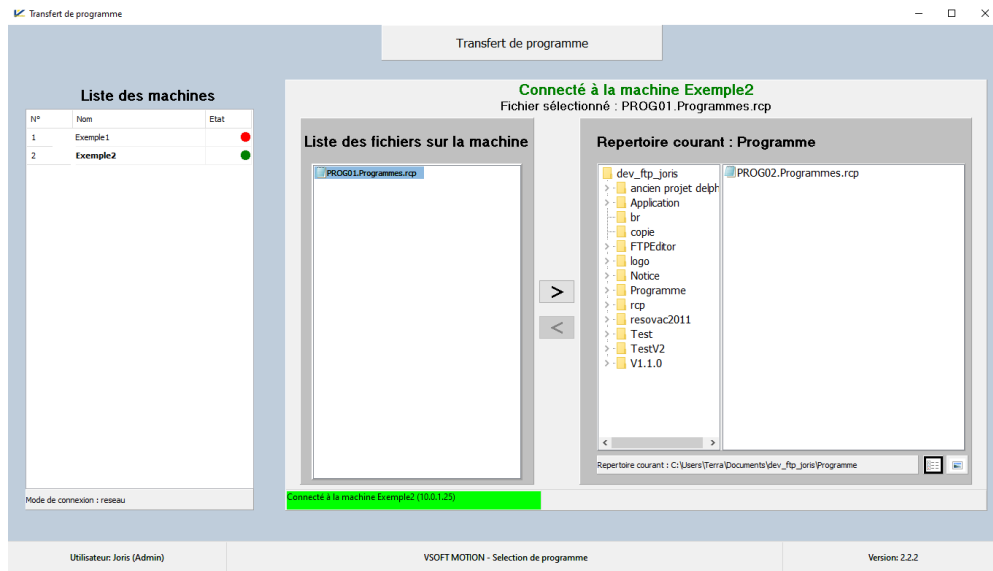 Transfert de programme
Transfert de programme
Liste des machines
N° Nom Etat
1 Exemple1
2 Exemple2
Mode de connexion : reseau
Connecté à la machine Exemple2
Fichier sélectionné : PROG01.Programmes.rcp
Liste des fichiers sur la machine
PROG01.Programmes.rcp
>
<
Repertoire courant : Programme
dev_ftp_joris
ancien projet delph
Application
br
copie
FTPEditor
logo
Notice
Programme
rcp
resovac2011
Test
TestV2
V1.1.0
PROG02.Programmes.rcp
Repertoire courant : C:\Users\Terra\Documents\dev_ftp_joris\Programme
Connecté à la machine Exemple2 (10.0.1.25)
Utilisateur: Joris (Admin)
VSOFT MOTION - Selection de programme
Version: 2.2.2